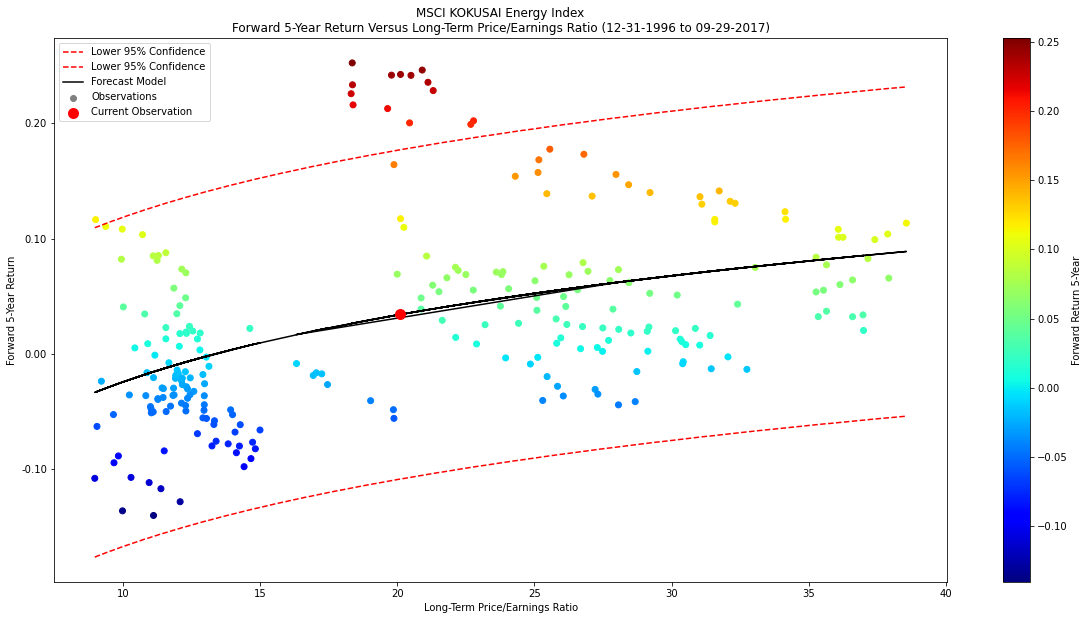 MSCI KOKUSAI Energy Index
Forward 5-Year Return Versus Long-Term Price/Earnings Ratio (12-31-1996 to 09-29-2017)
Lower 95% Confidence
Lower 95% Confidence
Forecast Model
Observations
Current Observation
Forward 5-Year Return
0.20
0.10
0.00
-0.10
10
15
20
25
30
35
40
Long-Term Price/Earnings Ratio
0.25
0.20
0.15
0.10
0.05
0.00
−0.05
−0.10
Forward Return 5-Year